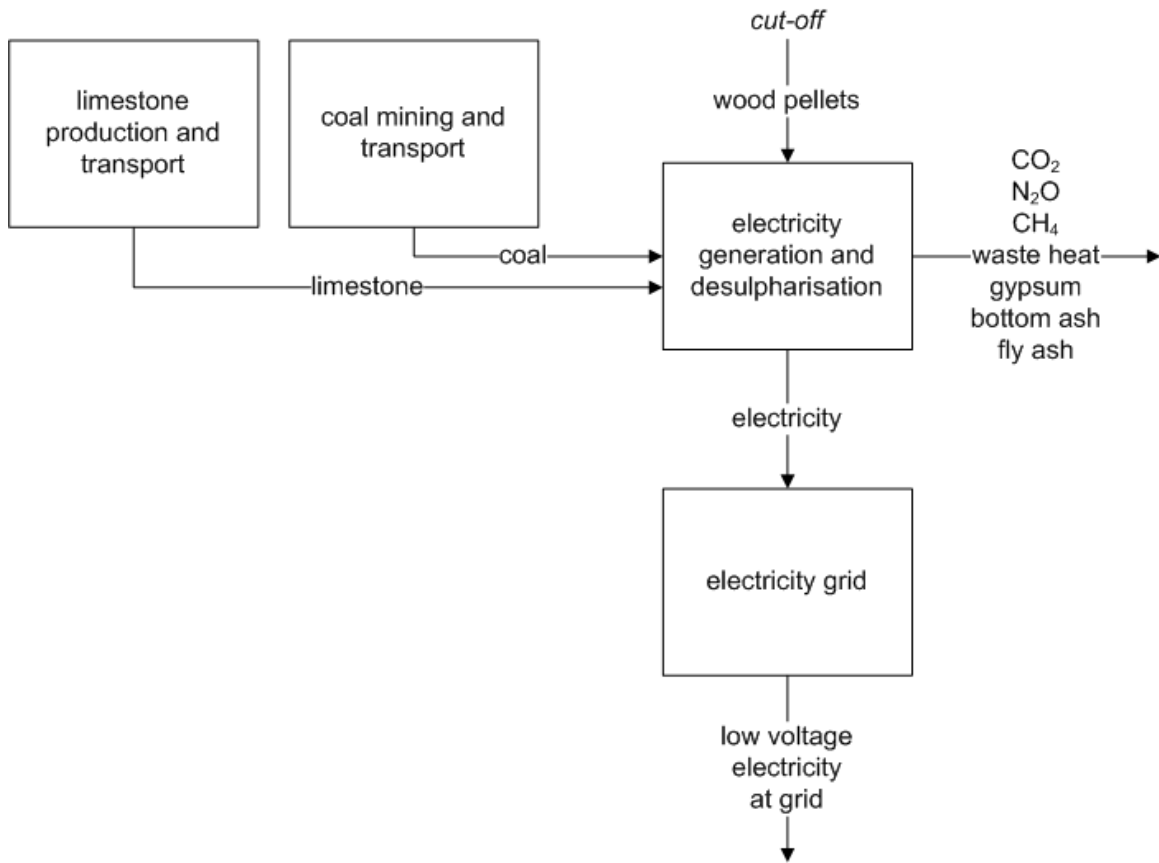 cut-off
limestone
production and
transport
coal mining and
transport
wood pellets
electricity
generation and
desulpharisation
CO₂
N₂O
CH₄
waste heat
gypsum
bottom ash
fly ash
coal
limestone
electricity
electricity grid
low voltage
electricity
at grid